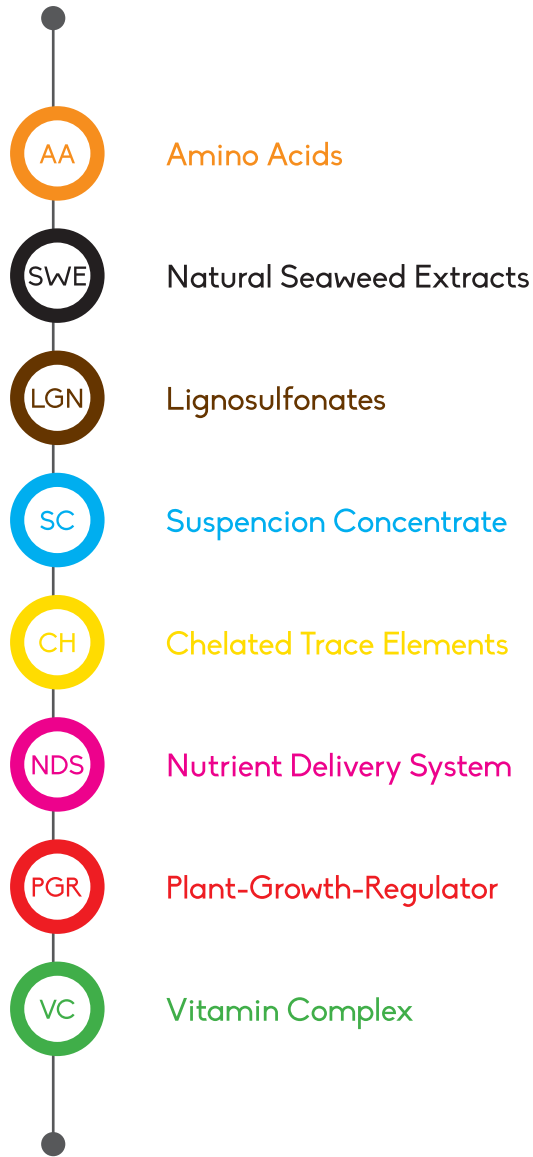 AA Amino Acids
SWE Natural Seaweed Extracts
LGN Lignosulfonates
SC Suspencion Concentrate
CH Chelated Trace Elements
NDS Nutrient Delivery System
PGR Plant-Growth-Regulator
VC Vitamin Complex